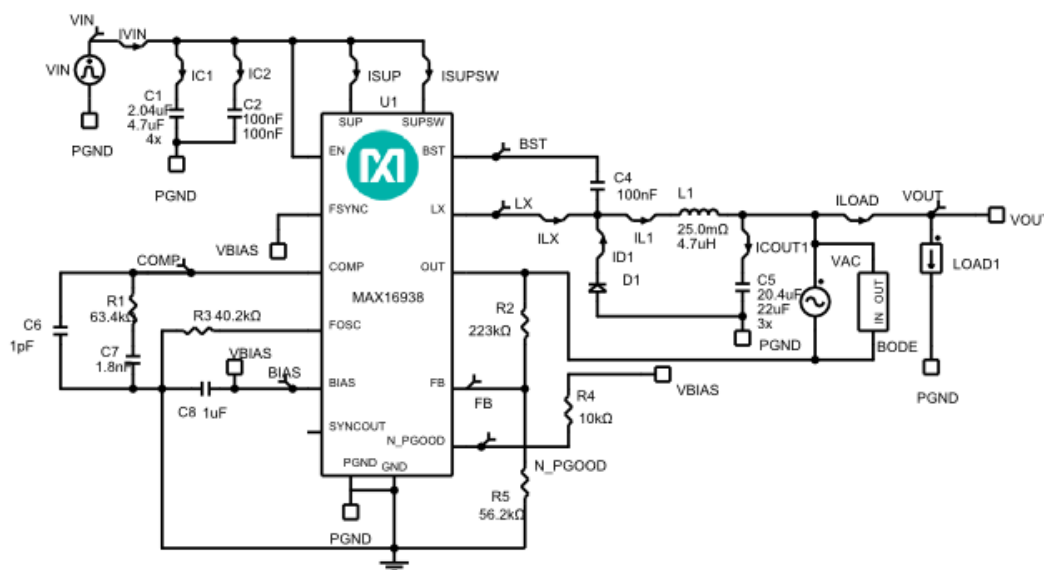 VIN
IVIN
VIN
IC1
IC2
ISUP
ISUPSW
C1
2.04uF
4.7uF
4x
C2
100nF
100nF
U1
PGND
PGND
SUP
SUPSW
EN
BST
BST
C4
100nF
FSYNC
LX
LX
ILX
IL1
L1
25.0mΩ
4.7uH
ILOAD
VOUT
VOUT
VBIAS
ID1
D1
ICOUT1
VAC
LOAD1
COMP
COMP
OUT
MAX16938
C5
20.4uF
22uF
3x
IN OUT
BODE
PGND
R1
63.4kΩ
R3 40.2kΩ
FOSC
R2
223kΩ
C6
1pF
C7
1.8nF
VBIAS
BIAS
BIAS
FB
FB
VBIAS
PGND
C8 1uF
R4
10kΩ
SYNCOUT
N_PGOOD
N_PGOOD
PGND
GND
R5
56.2kΩ
PGND